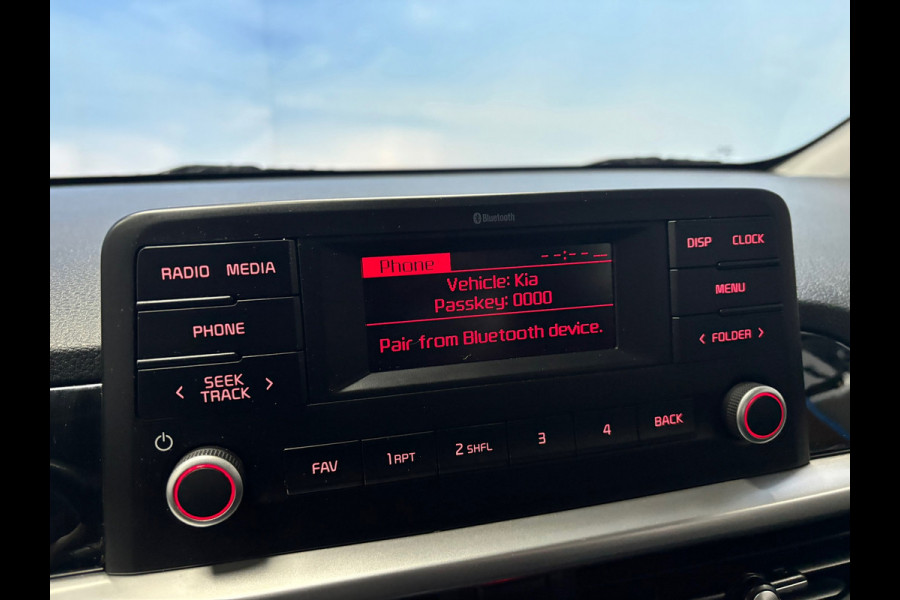 Bluetooth
RADIO MEDIA
PHONE
< SEEK TRACK >
Phone --:-- --
Vehicle: Kia
Passkey: 0000
Pair from Bluetooth device.
DISP CLOCK
MENU
< FOLDER >
FAV 1 RPT 2 SHFL 3 4 BACK